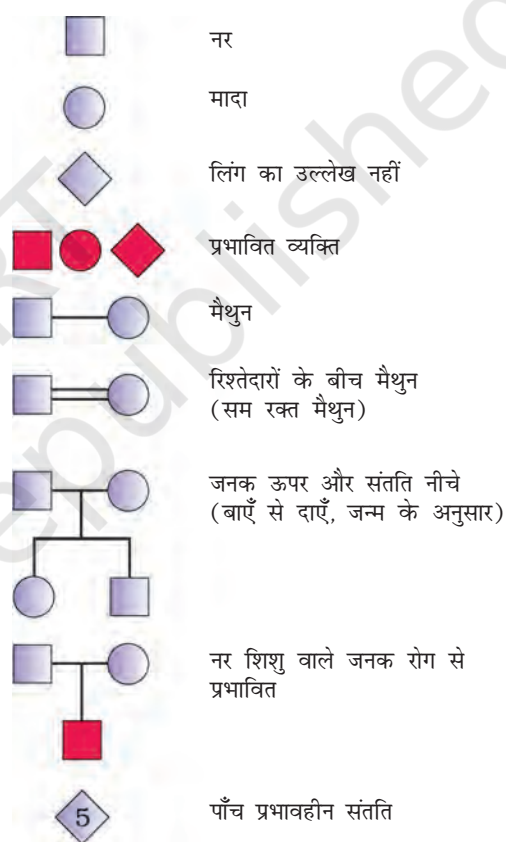 नर
मादा
लिंग का उल्लेख नहीं
प्रभावित व्यक्ति
मैथुन
रिश्तेदारों के बीच मैथुन
(सम रक्त मैथुन)
जनक ऊपर और संतति नीचे
(बाएँ से दाएँ, जन्म के अनुसार)
नर शिशु वाले जनक रोग से
प्रभावित
5 पाँच प्रभावहीन संतति